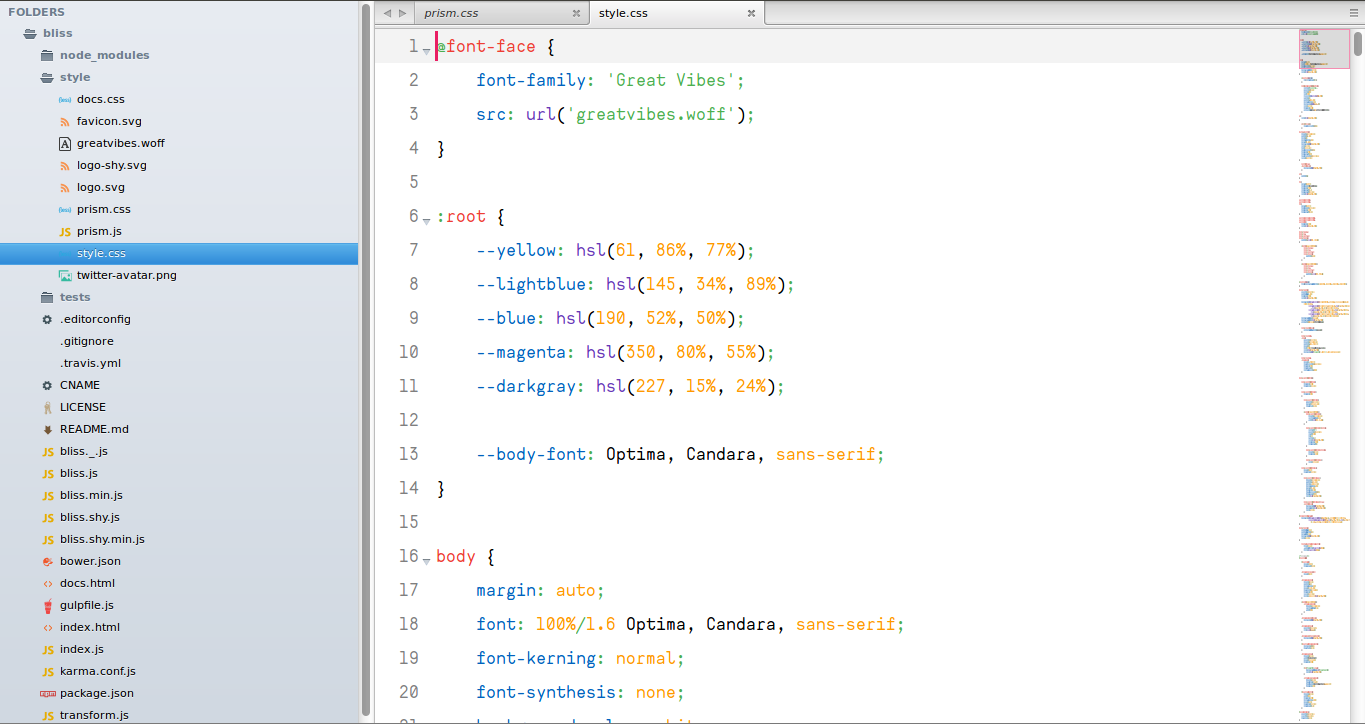 FOLDERS
bliss
node_modules
style
docs.css
favicon.svg
greatvibes.woff
logo-shy.svg
logo.svg
prism.css
prism.js
style.css
twitter-avatar.png
tests
.editorconfig
.gitignore
.travis.yml
CNAME
LICENSE
README.md
bliss._.js
bliss.js
bliss.min.js
bliss.shy.js
bliss.shy.min.js
bower.json
docs.html
gulpfile.js
index.html
index.js
karma.conf.js
package.json
transform.js
prism.css
style.css
1 @font-face {
2 font-family: 'Great Vibes';
3 src: url('greatvibes.woff');
4 }
5
6 :root {
7 --yellow: hsl(61, 86%, 77%);
8 --lightblue: hsl(145, 34%, 89%);
9 --blue: hsl(190, 52%, 50%);
10 --magenta: hsl(350, 80%, 55%);
11 --darkgray: hsl(227, 15%, 24%);
12
13 --body-font: Optima, Candara, sans-serif;
14 }
15
16 body {
17 margin: auto;
18 font: 100%/1.6 Optima, Candara, sans-serif;
19 font-kerning: normal;
20 font-synthesis: none;